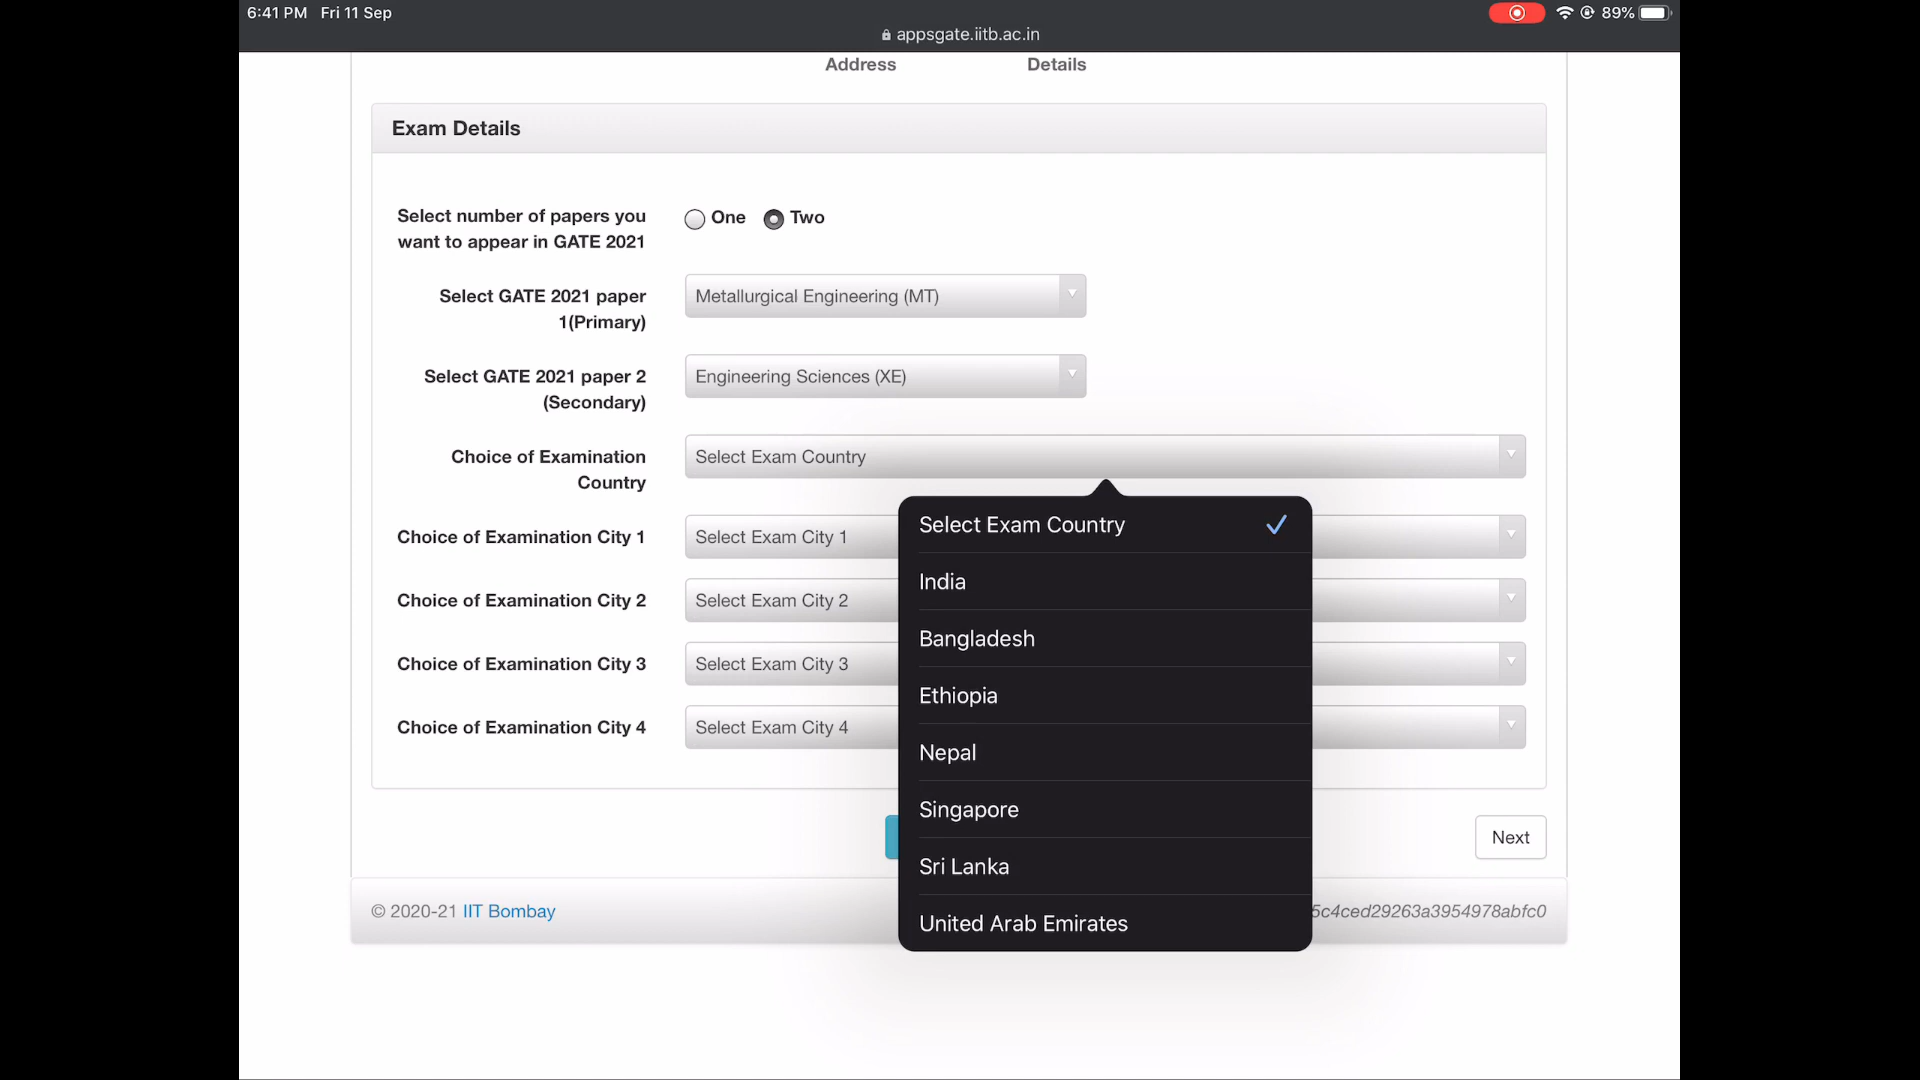 6:41 PM Fri 11 Sep
89%
appsgate.iitb.ac.in
Address Details
Exam Details
Select number of papers you
want to appear in GATE 2021
One Two
Select GATE 2021 paper
1(Primary)
Metallurgical Engineering (MT)
Select GATE 2021 paper 2
(Secondary)
Engineering Sciences (XE)
Choice of Examination
Country
Select Exam Country
Select Exam Country
India
Bangladesh
Ethiopia
Nepal
Singapore
Sri Lanka
United Arab Emirates
Choice of Examination City 1
Select Exam City 1
Choice of Examination City 2
Select Exam City 2
Choice of Examination City 3
Select Exam City 3
Choice of Examination City 4
Select Exam City 4
Next
© 2020-21 IIT Bombay
5c4ced29263a3954978abfc0